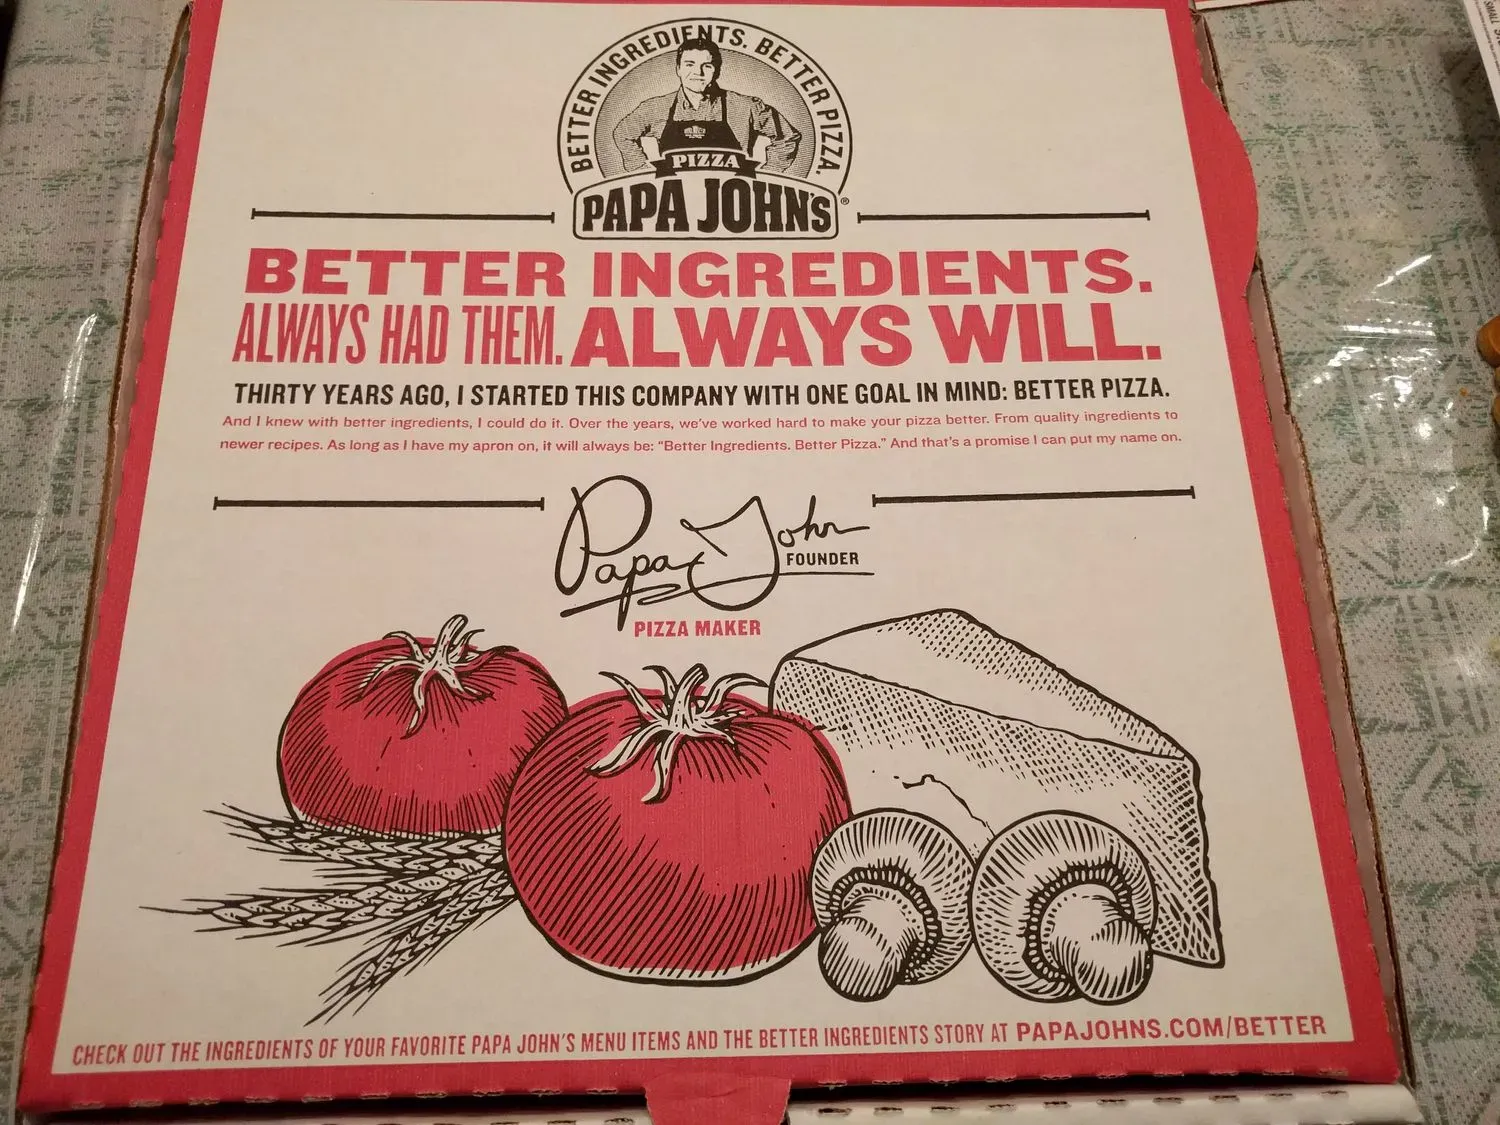 BETTER INGREDIENTS. BETTER PIZZA.
PIZZA
PAPA JOHN'S®
BETTER INGREDIENTS.
ALWAYS HAD THEM. ALWAYS WILL.
THIRTY YEARS AGO, I STARTED THIS COMPANY WITH ONE GOAL IN MIND: BETTER PIZZA.
And I knew with better ingredients, I could do it. Over the years, we've worked hard to make your pizza better. From quality ingredients to
newer recipes. As long as I have my apron on, it will always be: "Better Ingredients. Better Pizza." And that's a promise I can put my name on.
Papa John
FOUNDER
PIZZA MAKER
CHECK OUT THE INGREDIENTS OF YOUR FAVORITE PAPA JOHN'S MENU ITEMS AND THE BETTER INGREDIENTS STORY AT PAPAJOHNS.COM/BETTER
SMALL